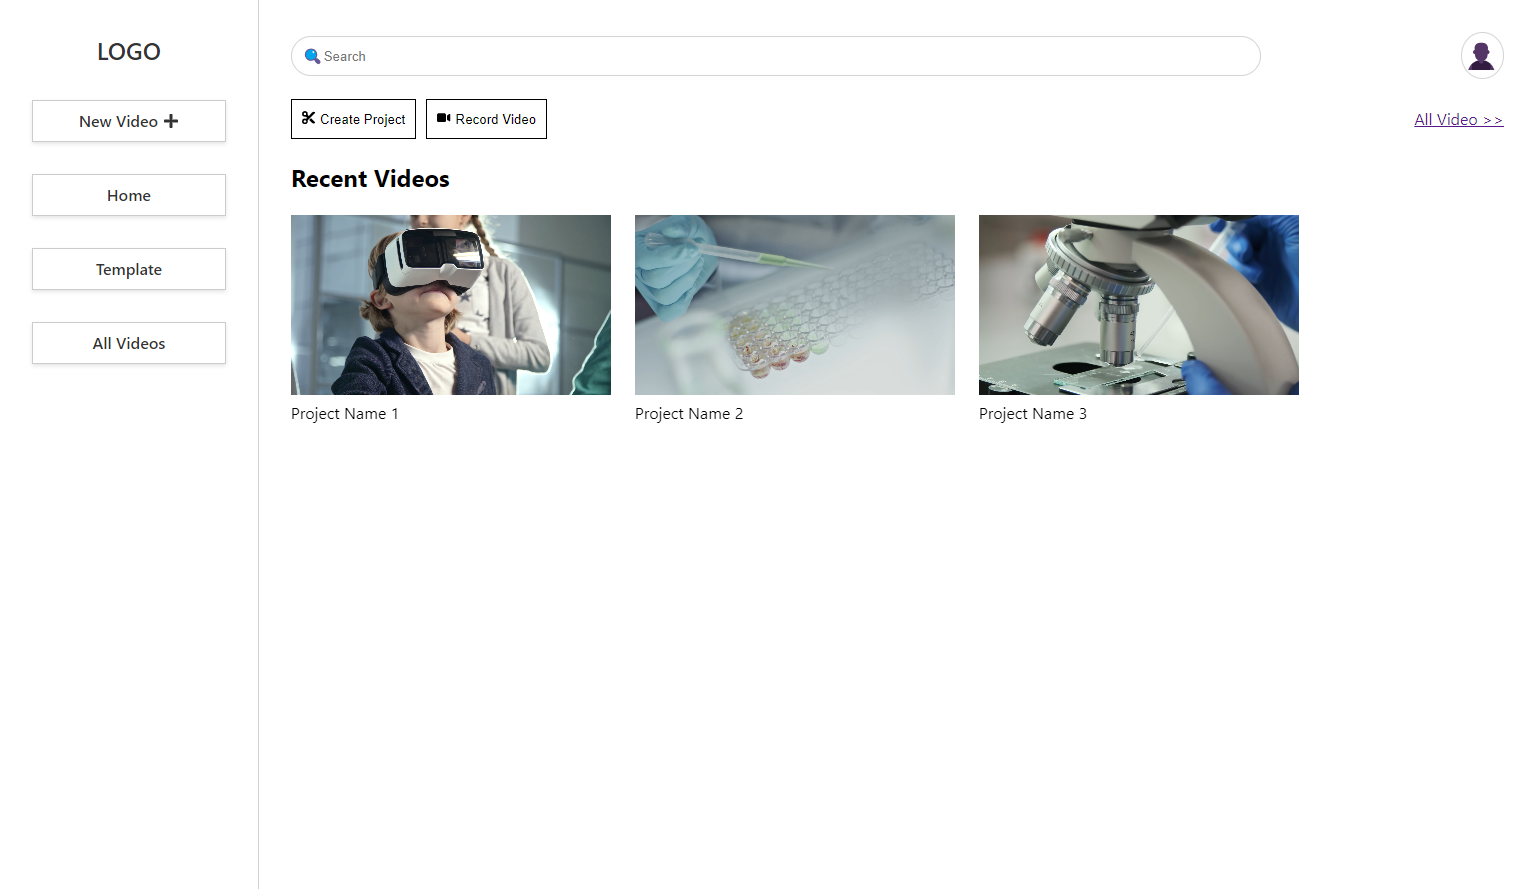 LOGO
New Video
Home
Template
All Videos
Search
Create Project
Record Video
All Video >>
Recent Videos
Project Name 1
Project Name 2
Project Name 3